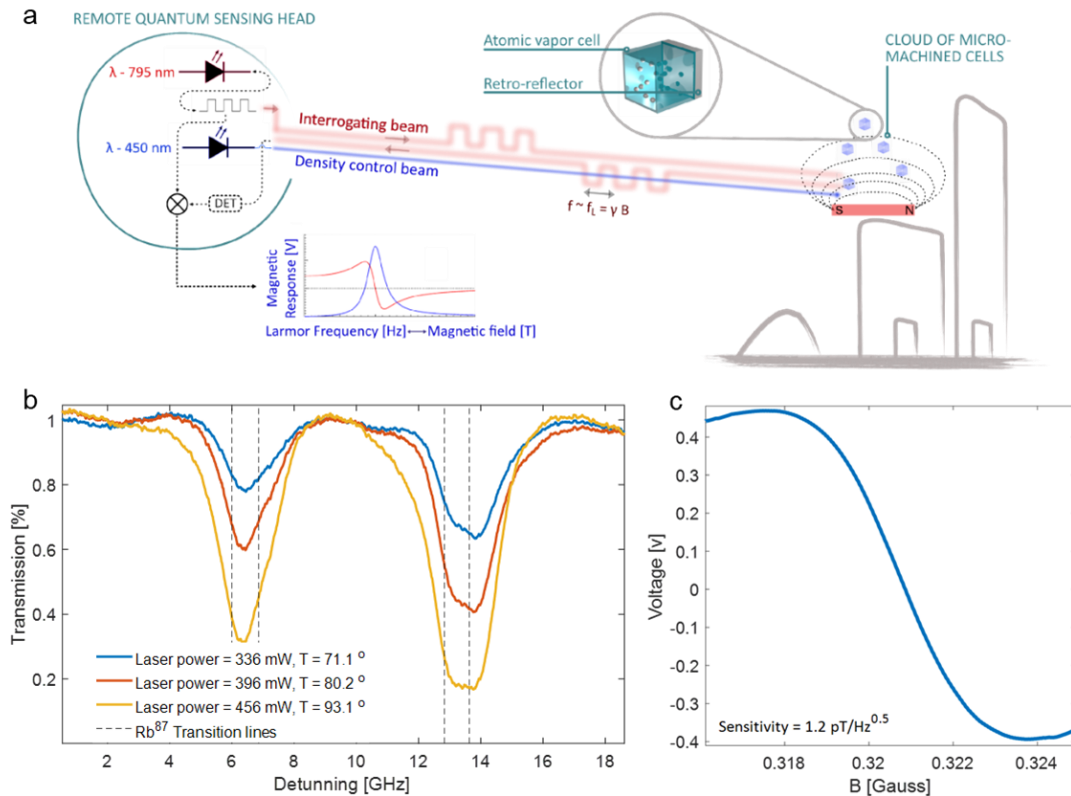 a
REMOTE QUANTUM SENSING HEAD
λ - 795 nm
λ - 450 nm
DET
Interrogating beam
Density control beam
f ~ f_L = γ B
Atomic vapor cell
Retro-reflector
CLOUD OF MICRO-
MACHINED CELLS
S N
Magnetic
Response [V]
Larmor Frequency [Hz]⟷Magnetic field [T]
b
Transmission [%]
1
0.8
0.6
0.4
0.2
Laser power = 336 mW, T = 71.1 º
Laser power = 396 mW, T = 80.2 º
Laser power = 456 mW, T = 93.1 º
Rb⁸⁷ Transition lines
2 4 6 8 10 12 14 16 18
Detunning [GHz]
c
Voltage [v]
0.4
0.3
0.2
0.1
0
-0.1
-0.2
-0.3
-0.4
Sensitivity = 1.2 pT/Hz^0.5
0.318 0.32 0.322 0.324
B [Gauss]